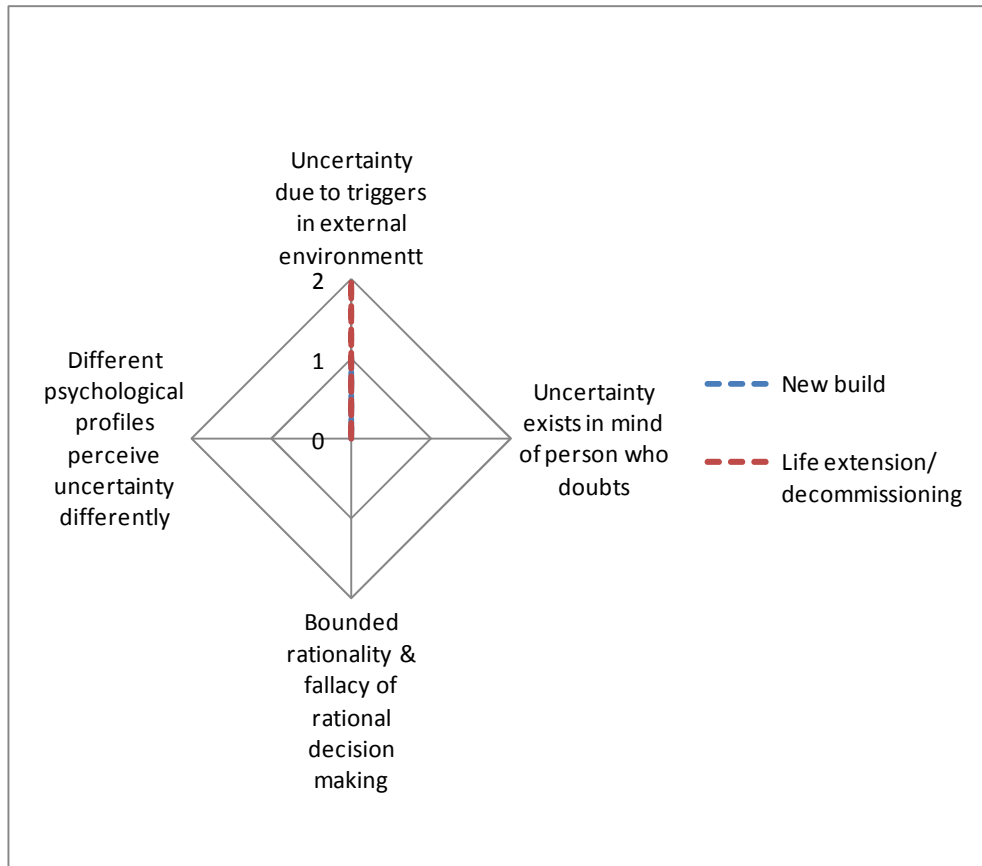 Uncertainty
due to triggers
in external
environmentt
2
1
0
Different
psychological
profiles
perceive
uncertainty
differently
Uncertainty
exists in mind
of person who
doubts
Bounded
rationality &
fallacy of
rational
decision
making
New build
Life extension/
decommissioning